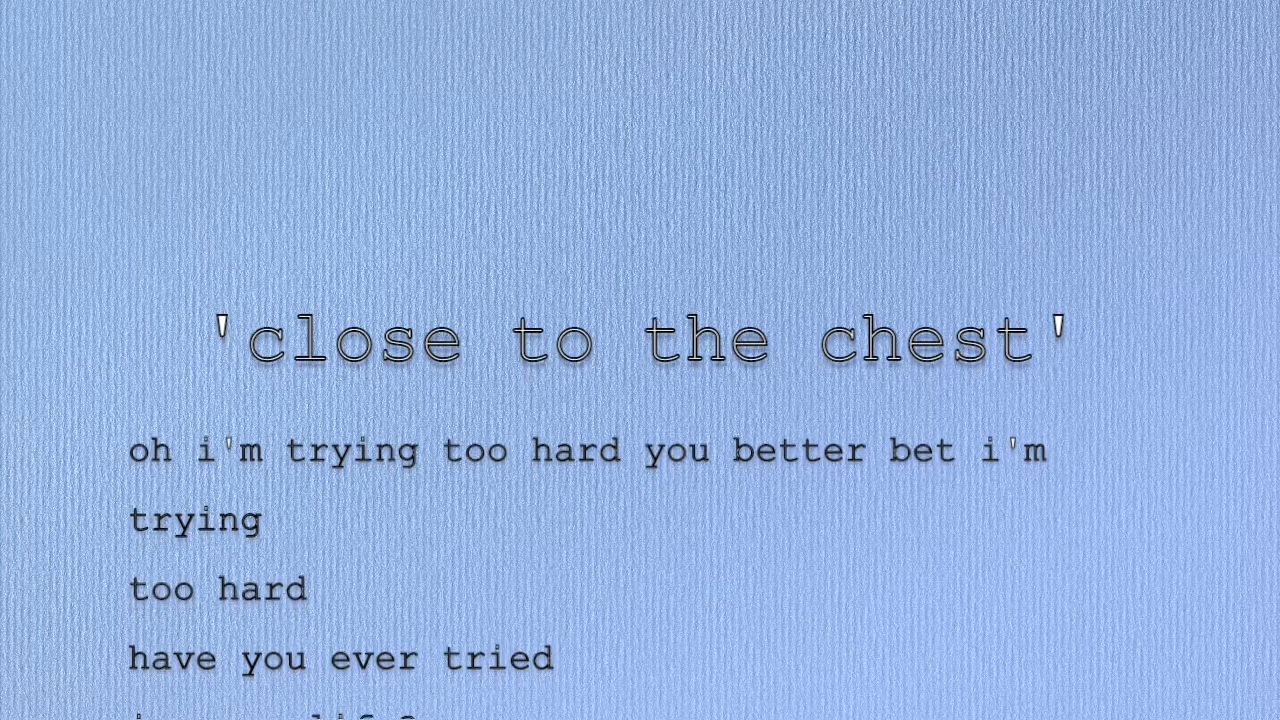 'close to the chest'
oh i'm trying too hard you better bet i'm
trying
too hard
have you ever tried